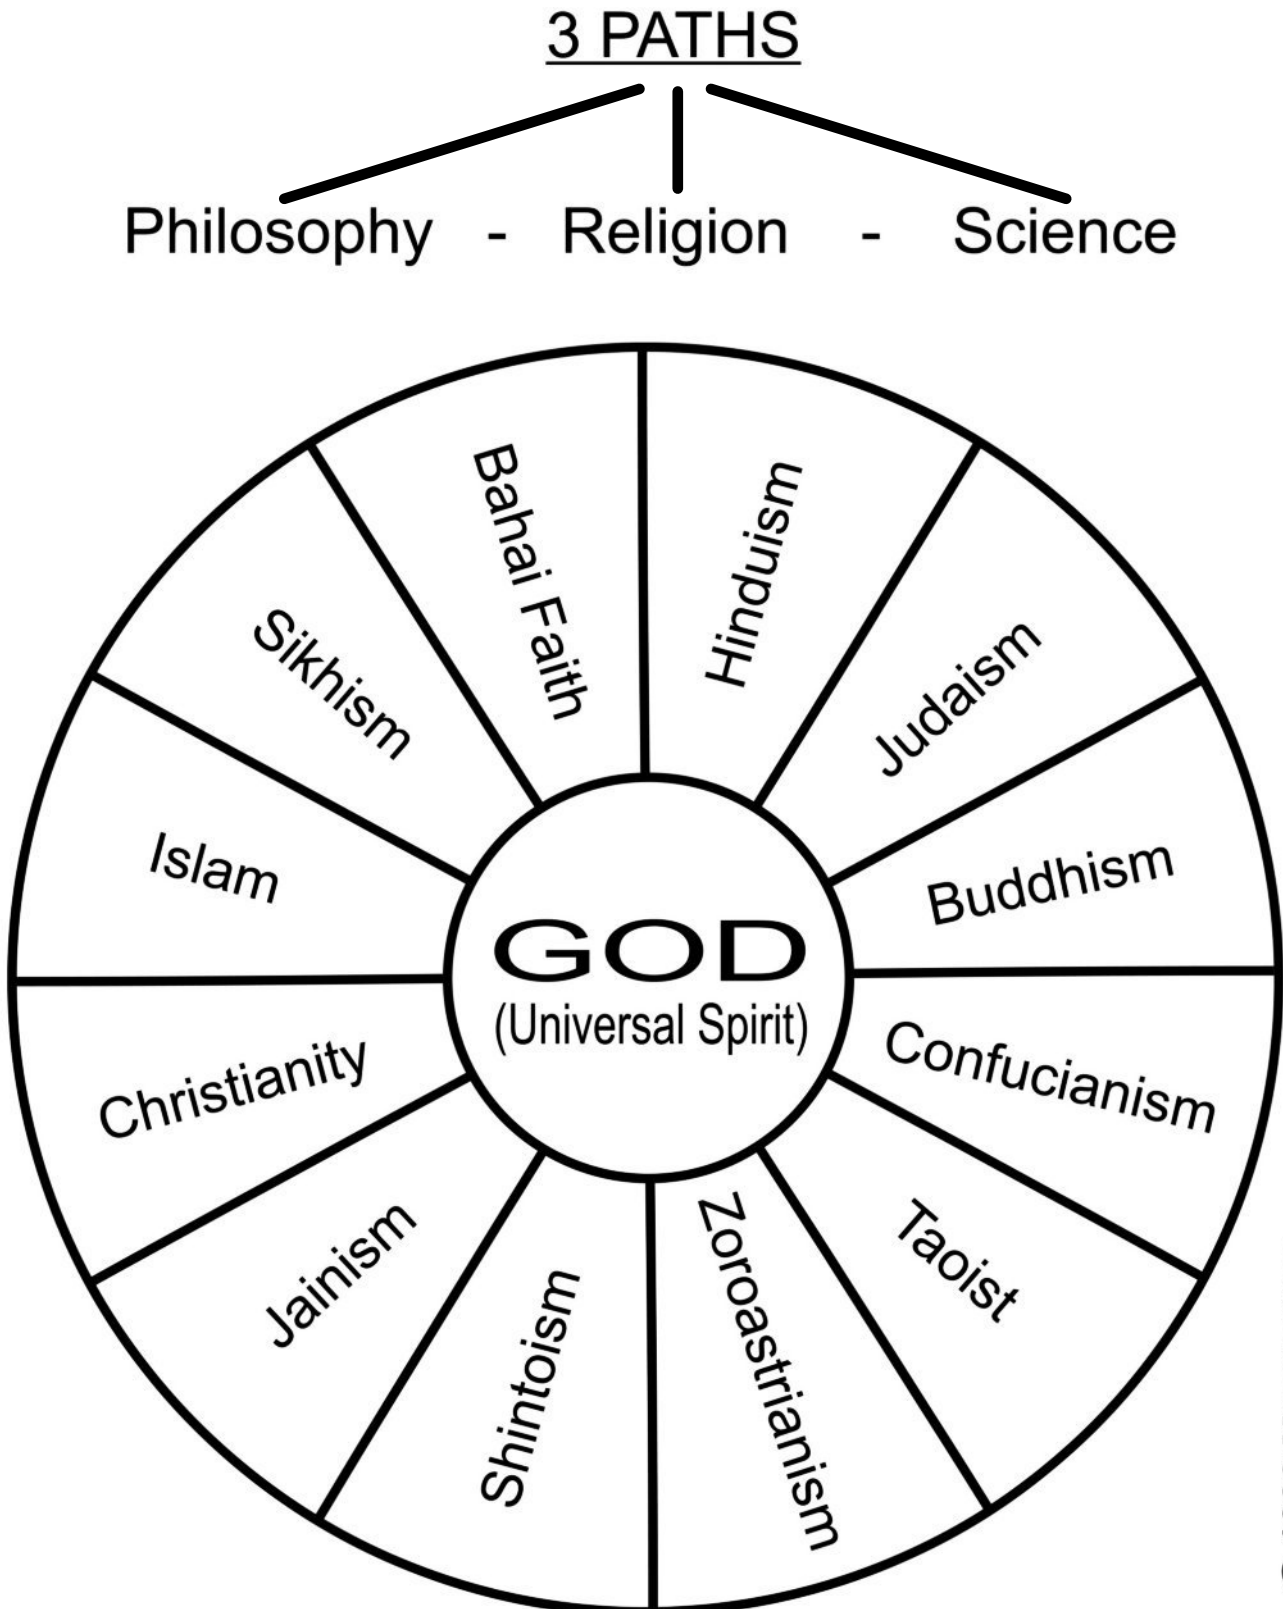 3 PATHS
Philosophy - Religion - Science
Bahai Faith
Hinduism
Sikhism
Judaism
Islam
Buddhism
GOD
(Universal Spirit)
Christianity
Confucianism
Jainism
Taoist
Shintoism
Zoroastrianism